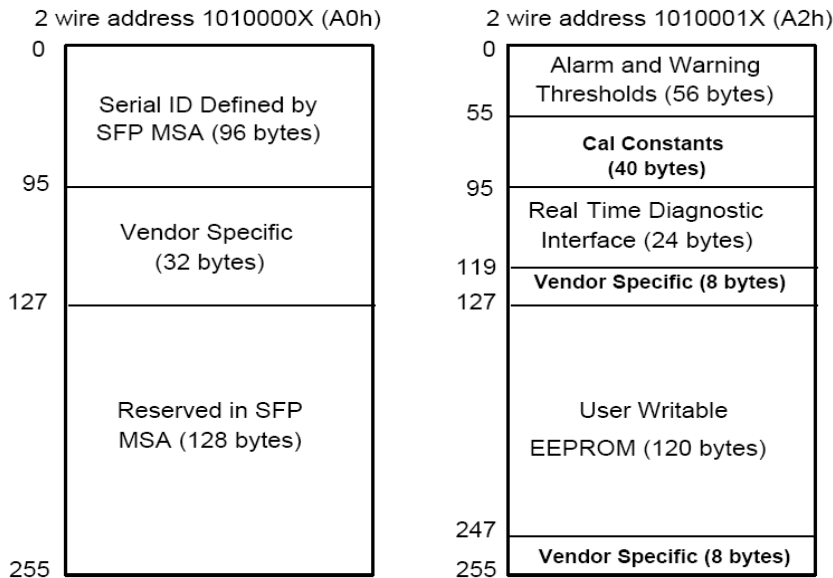 2 wire address 1010000X (A0h)
0
Serial ID Defined by
SFP MSA (96 bytes)
95
Vendor Specific
(32 bytes)
127
Reserved in SFP
MSA (128 bytes)
255
2 wire address 1010001X (A2h)
0
Alarm and Warning
Thresholds (56 bytes)
55
Cal Constants
(40 bytes)
95
Real Time Diagnostic
Interface (24 bytes)
119
Vendor Specific (8 bytes)
127
User Writable
EEPROM (120 bytes)
247
Vendor Specific (8 bytes)
255